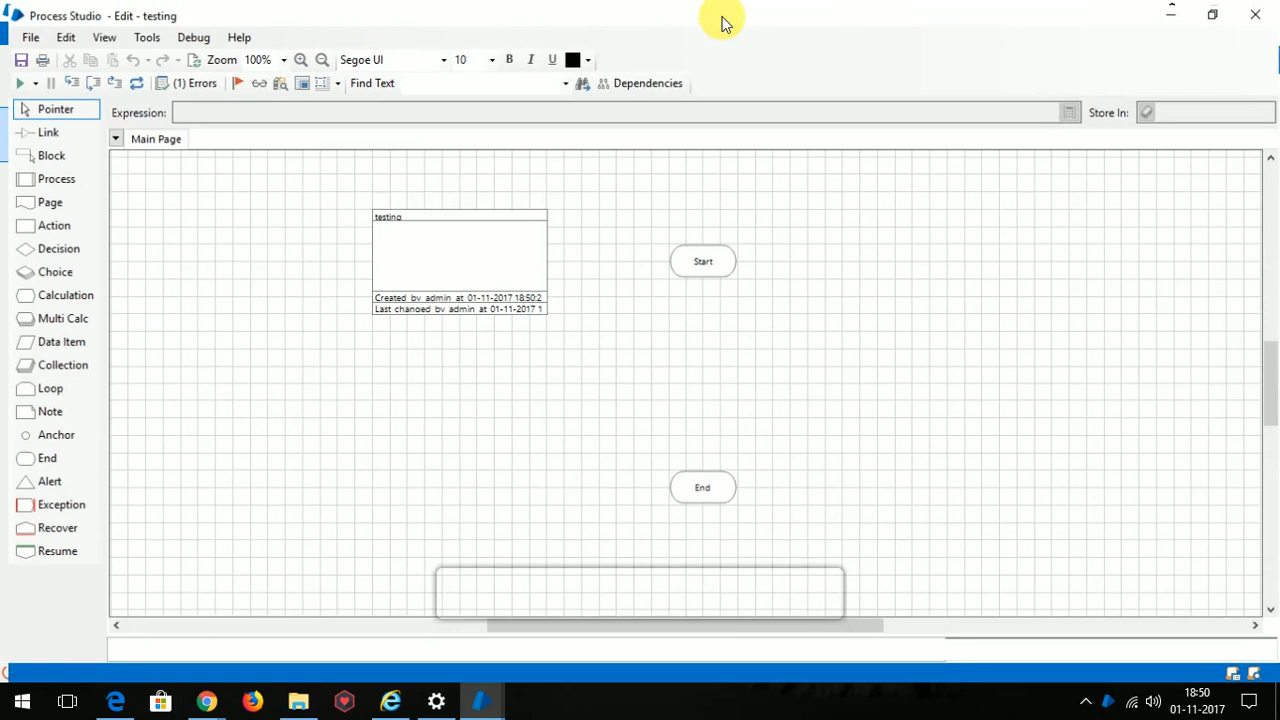 Process Studio - Edit - testing
File Edit View Tools Debug Help
Zoom 100% Segoe UI 10 B I U
(1) Errors Find Text Dependencies
Pointer Expression: Store In:
Link
Main Page
Block
Process
Page
Action
Decision
Choice
Calculation
Multi Calc
Data Item
Collection
Loop
Note
Anchor
End
Alert
Exception
Recover
Resume
testing
Created by admin at 01-11-2017 18:50:2
Last changed by admin at 01-11-2017 1
Start
End
18:50
01-11-2017